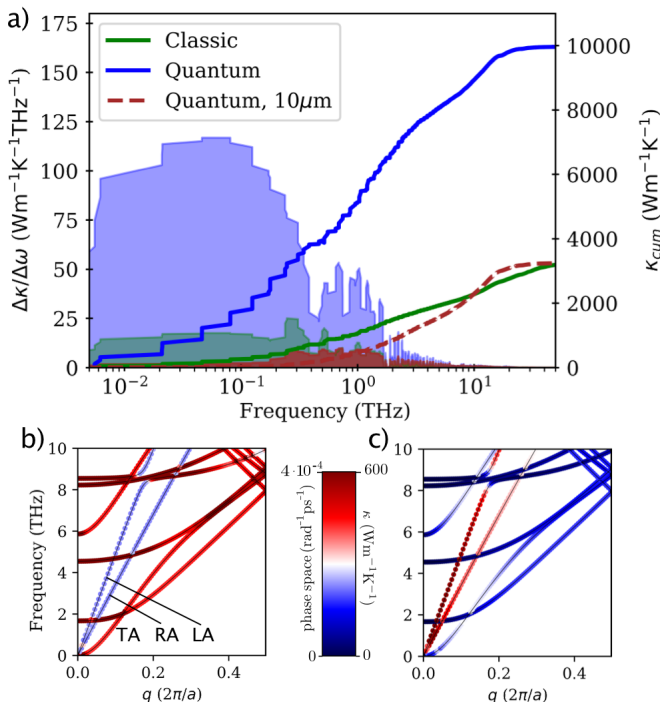 a)
175
150
125
100
75
50
25
0
Δκ/Δω (Wm⁻¹K⁻¹THz⁻¹)
Classic
Quantum
Quantum, 10μm
10000
8000
6000
4000
2000
0
κcum (Wm⁻¹K⁻¹)
10⁻² 10⁻¹ 10⁰ 10¹
Frequency (THz)
b)
10
8
6
4
2
0
Frequency (THz)
TA RA LA
0.0 0.2 0.4
q (2π/a)
4·10⁻⁴ 600
phase space (rad⁻¹ps⁻¹)
κ (Wm⁻¹K⁻¹)
0 0
c)
10
8
6
4
2
0
0.0 0.2 0.4
q (2π/a)